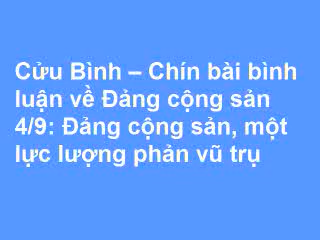 Cửu Bình – Chín bài bình
luận về Đảng cộng sản
4/9: Đảng cộng sản, một
lực lượng phản vũ trụ